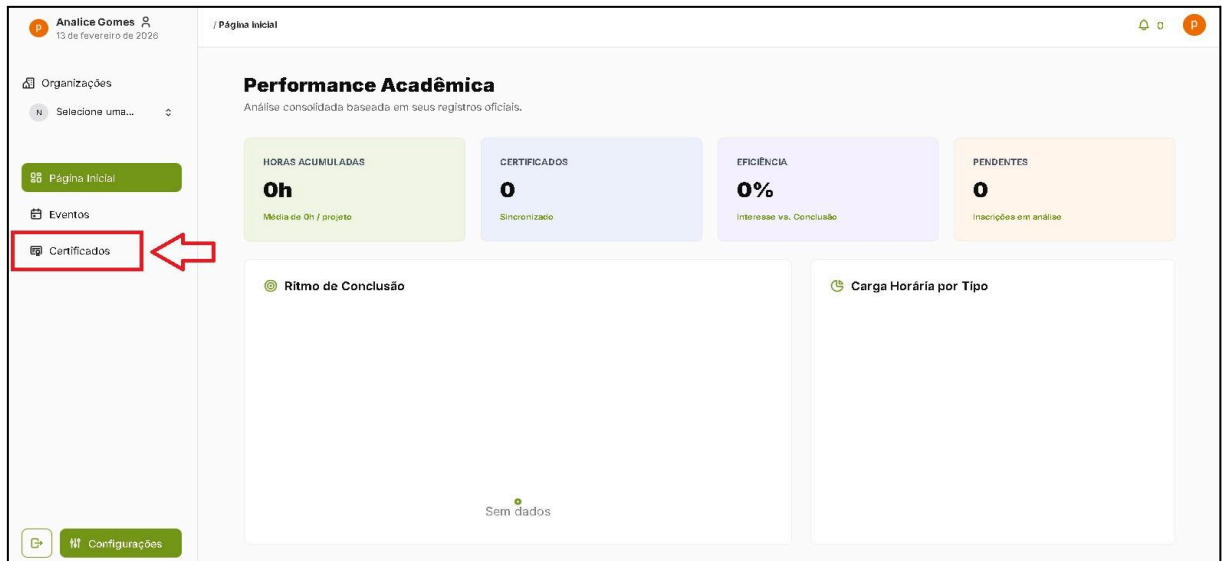 P
Analice Gomes
13 de fevereiro de 2026
/ Página Inicial
0
P
Organizações
N
Selecione uma...
Página Inicial
Eventos
Certificados
Configurações
Performance Acadêmica
Análise consolidada baseada em seus registros oficiais.
HORAS ACUMULADAS
0h
Média de 0h / projeto
CERTIFICADOS
0
Sincronizado
EFICIÊNCIA
0%
Interesse vs. Conclusão
PENDENTES
0
Inscrições em análise
Ritmo de Conclusão
Sem dados
Carga Horária por Tipo